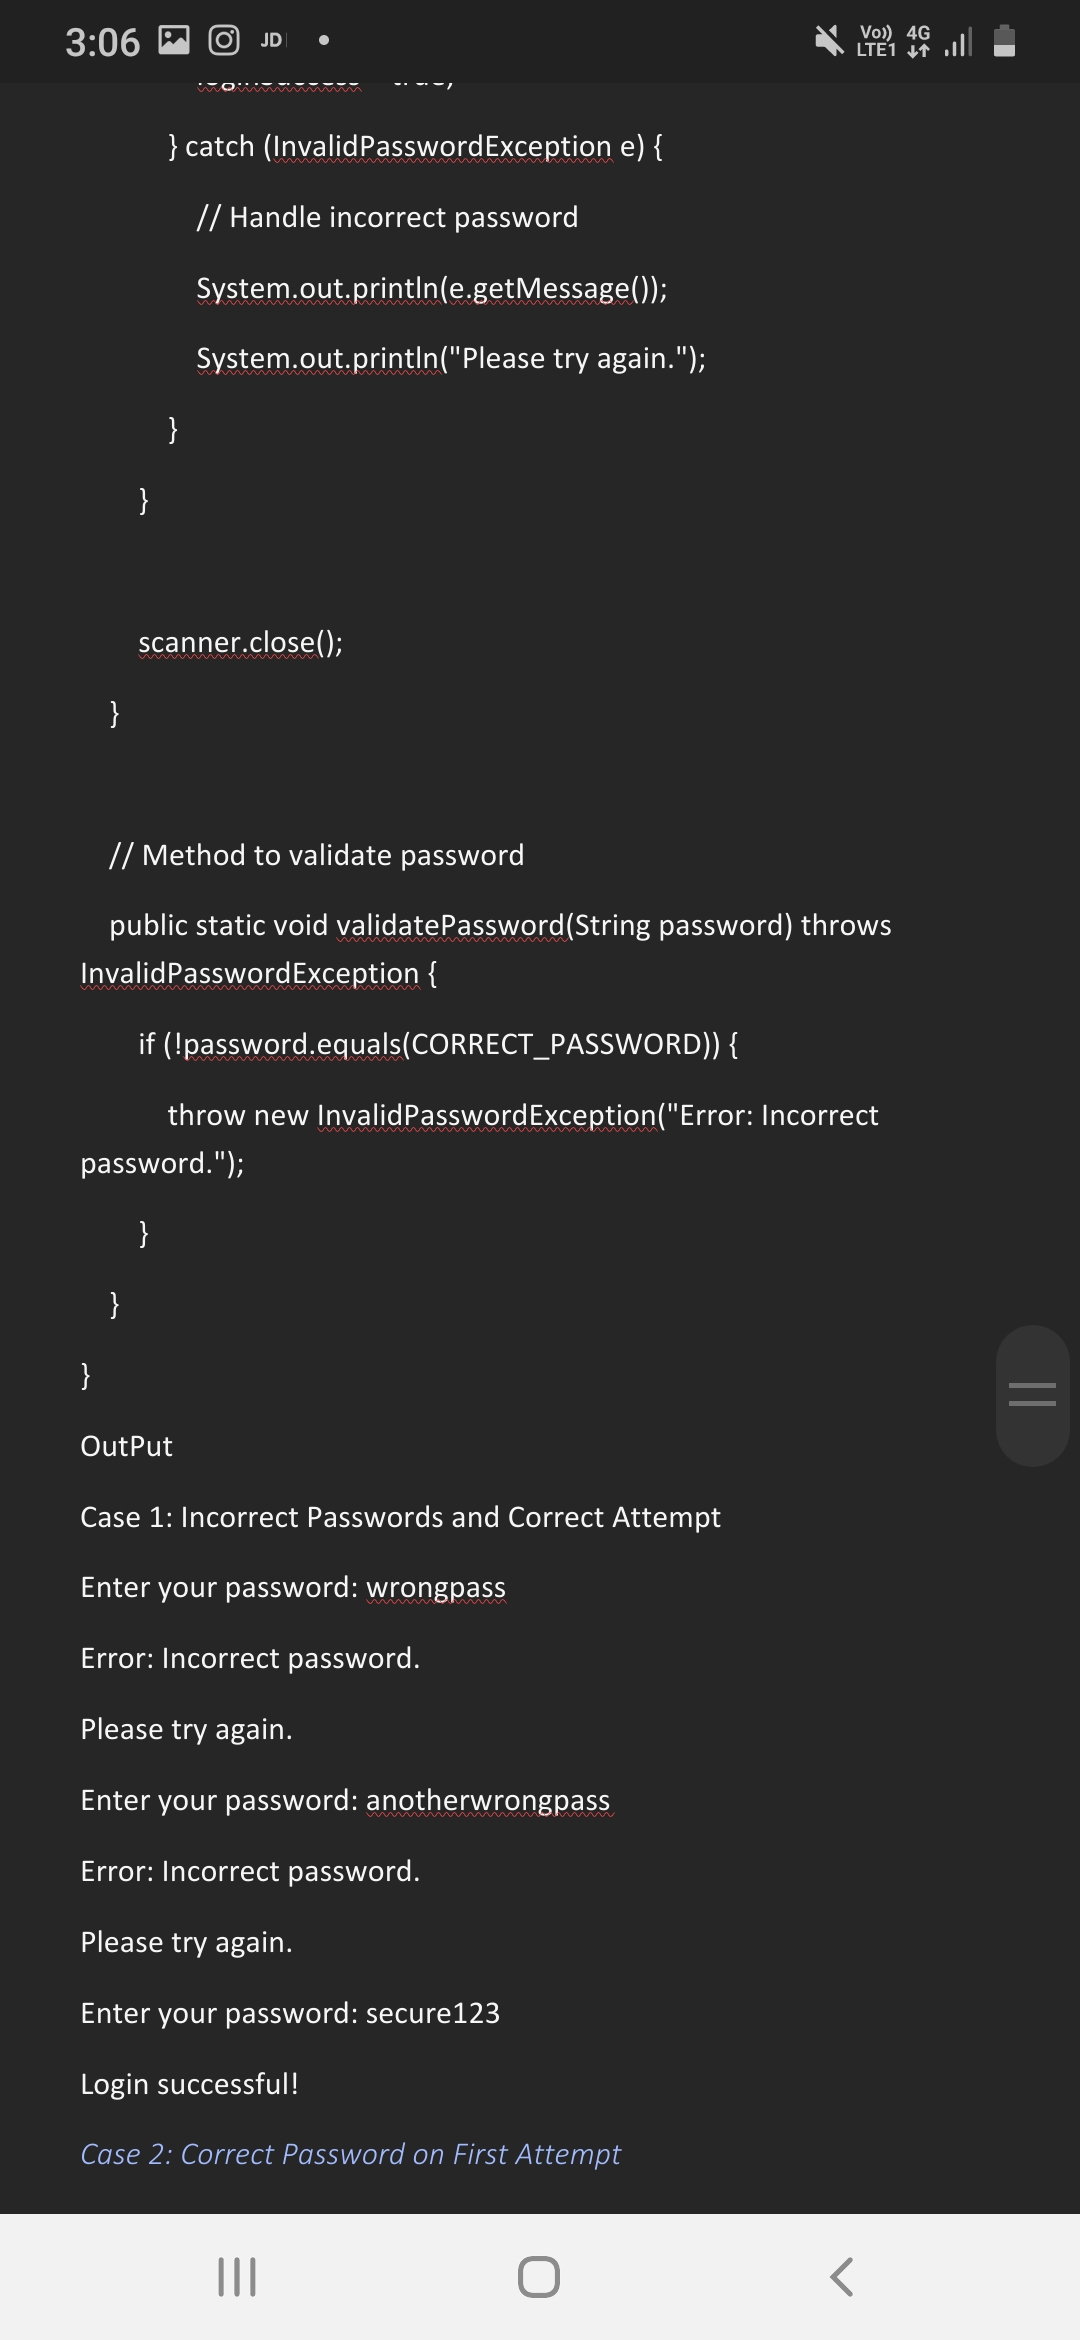 3:06 JD Vo)) 4G
LTE1
} catch (InvalidPasswordException e) {
// Handle incorrect password
System.out.println(e.getMessage());
System.out.println("Please try again.");
}
}
scanner.close();
}
// Method to validate password
public static void validatePassword(String password) throws
InvalidPasswordException {
if (!password.equals(CORRECT_PASSWORD)) {
throw new InvalidPasswordException("Error: Incorrect
password.");
}
}
}
OutPut
Case 1: Incorrect Passwords and Correct Attempt
Enter your password: wrongpass
Error: Incorrect password.
Please try again.
Enter your password: anotherwrongpass
Error: Incorrect password.
Please try again.
Enter your password: secure123
Login successful!
Case 2: Correct Password on First Attempt